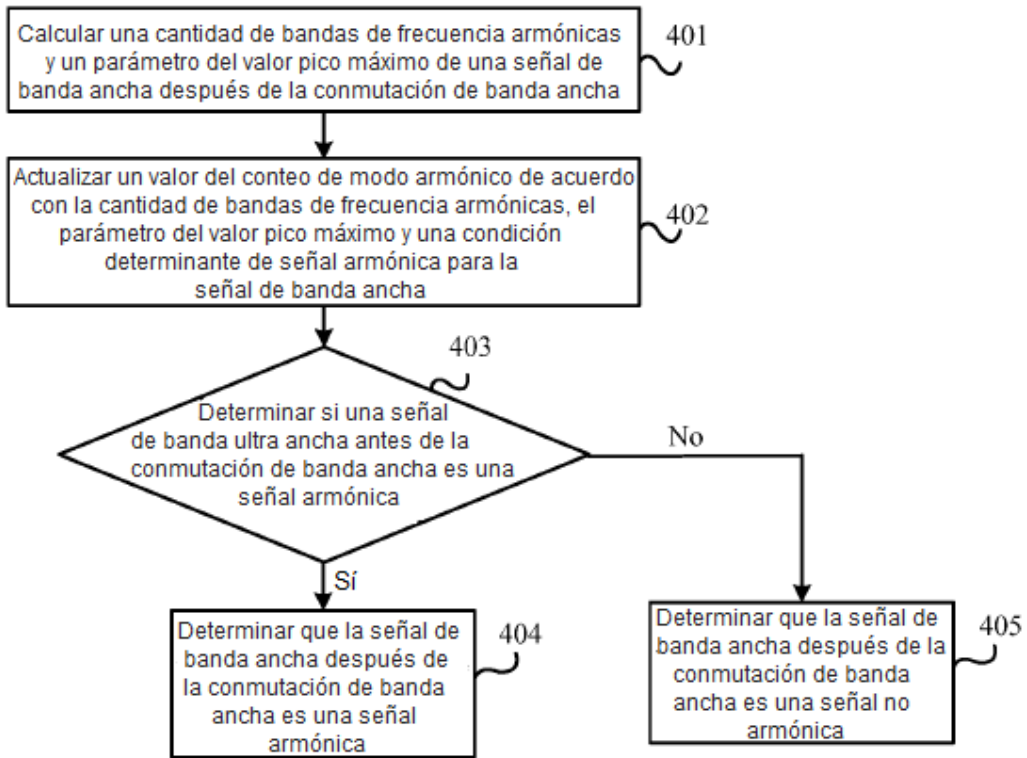 Calcular una cantidad de bandas de frecuencia armónicas
y un parámetro del valor pico máximo de una señal de
banda ancha después de la conmutación de banda ancha
401
Actualizar un valor del conteo de modo armónico de acuerdo
con la cantidad de bandas de frecuencia armónicas, el
parámetro del valor pico máximo y una condición
determinante de señal armónica para la
señal de banda ancha
402
403
Determinar si una señal
de banda ultra ancha antes de la
conmutación de banda ancha es una
señal armónica
No
Sí
Determinar que la señal de
banda ancha después de
la conmutación de banda
ancha es una señal
armónica
404
Determinar que la señal de
banda ancha después de la
conmutación de banda
ancha es una señal no
armónica
405